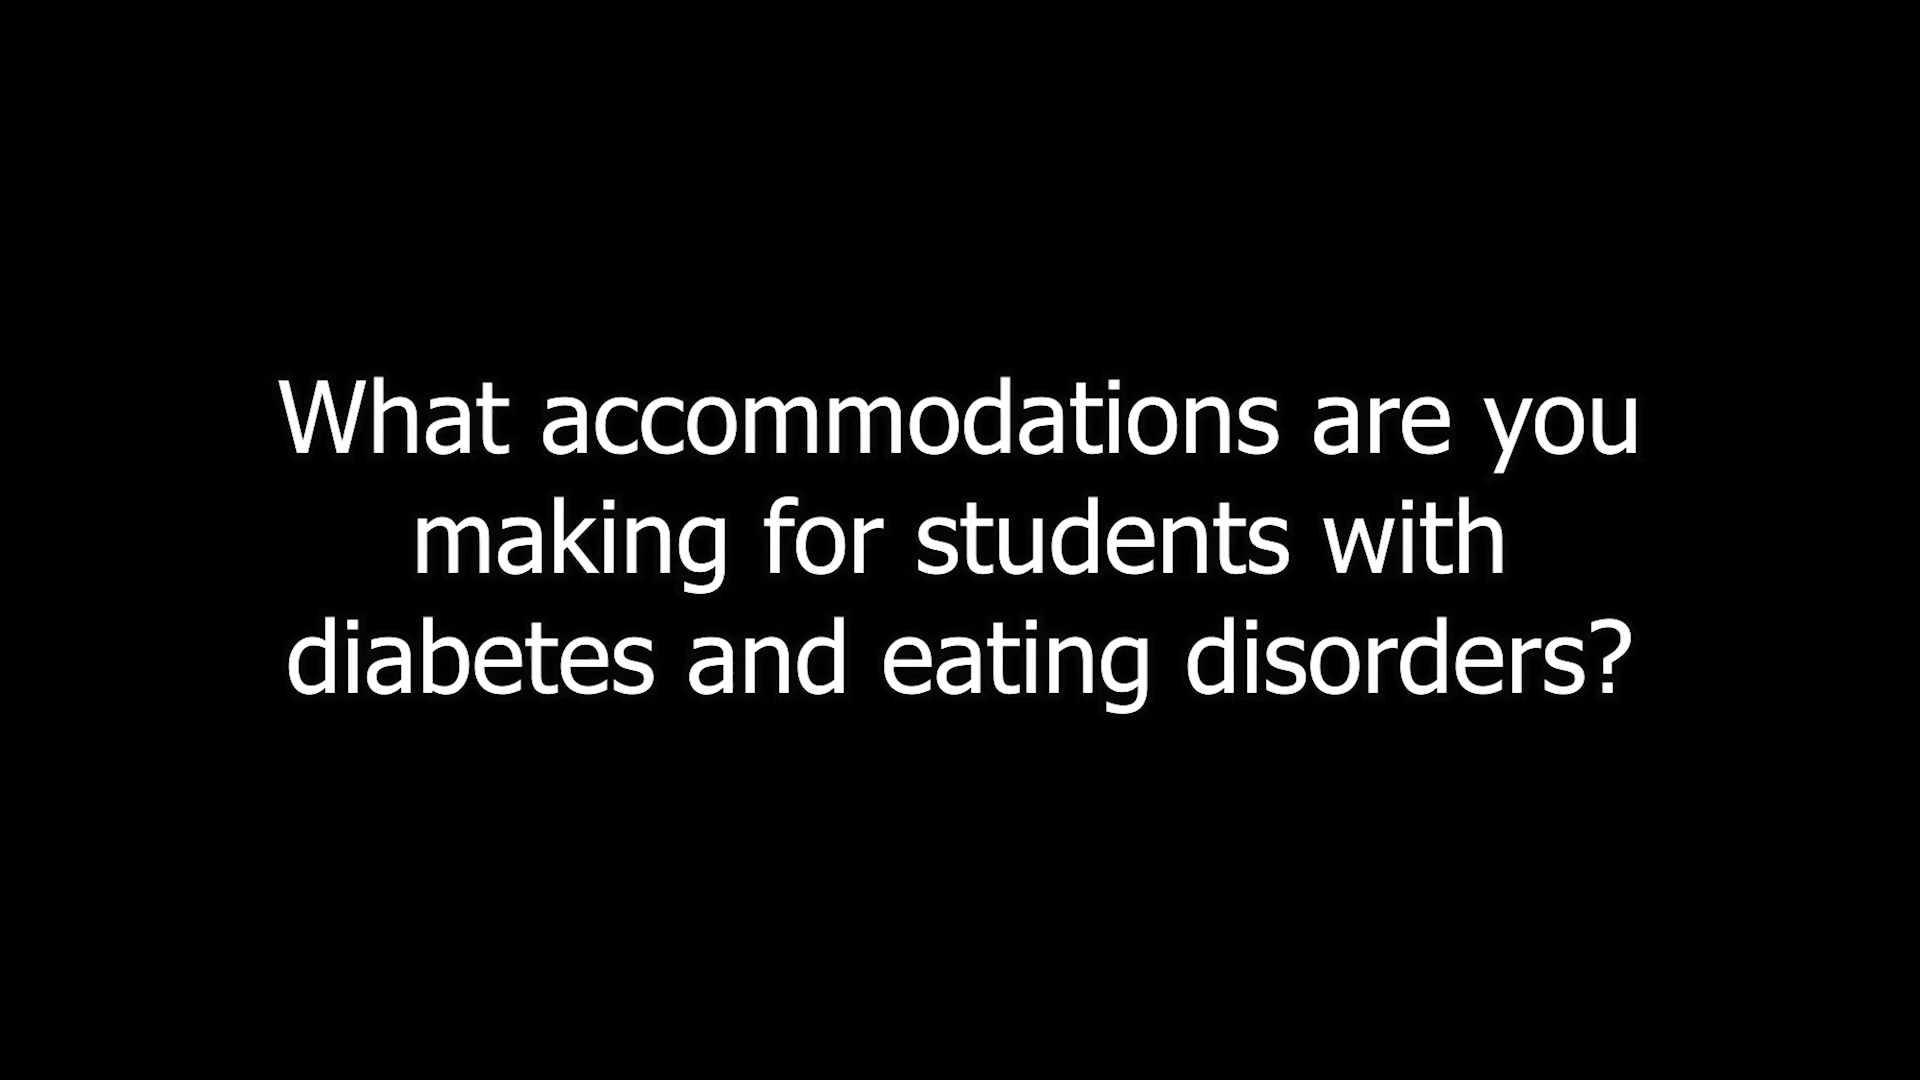 What accommodations are you
making for students with
diabetes and eating disorders?